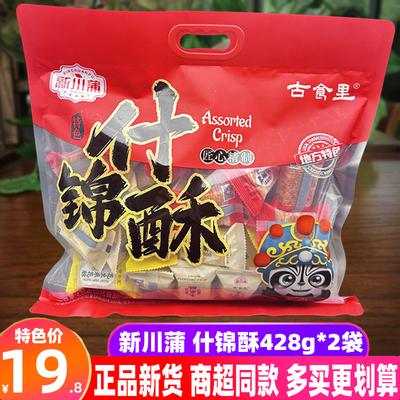 新川蒲
古食里®
特色
什锦酥
Assorted
Crisp
匠心精制
地方特色
特色价
¥19.8
新川蒲 什锦酥428g*2袋
正品新货 商超同款 多买更划算